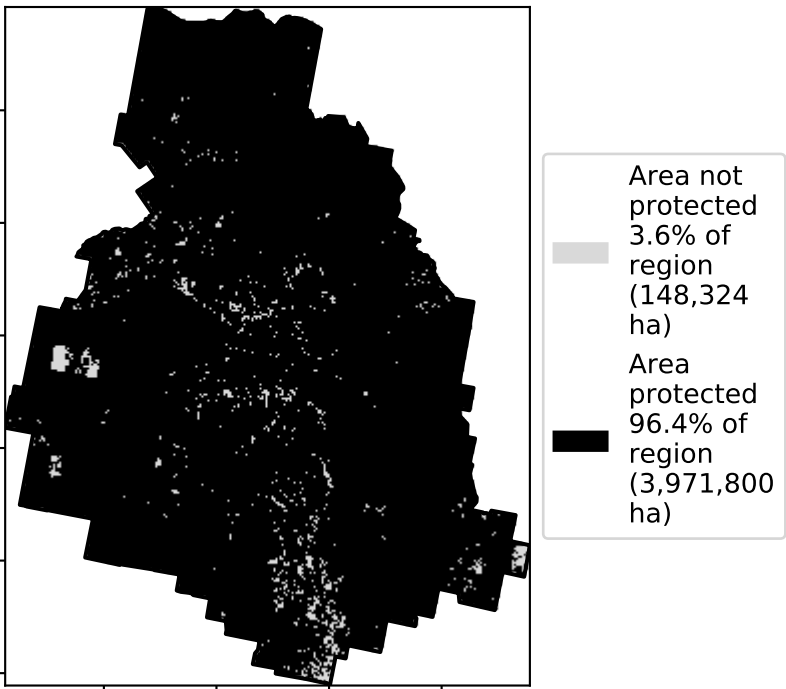 Area not
protected
3.6% of
region
(148,324
ha)
Area
protected
96.4% of
region
(3,971,800
ha)